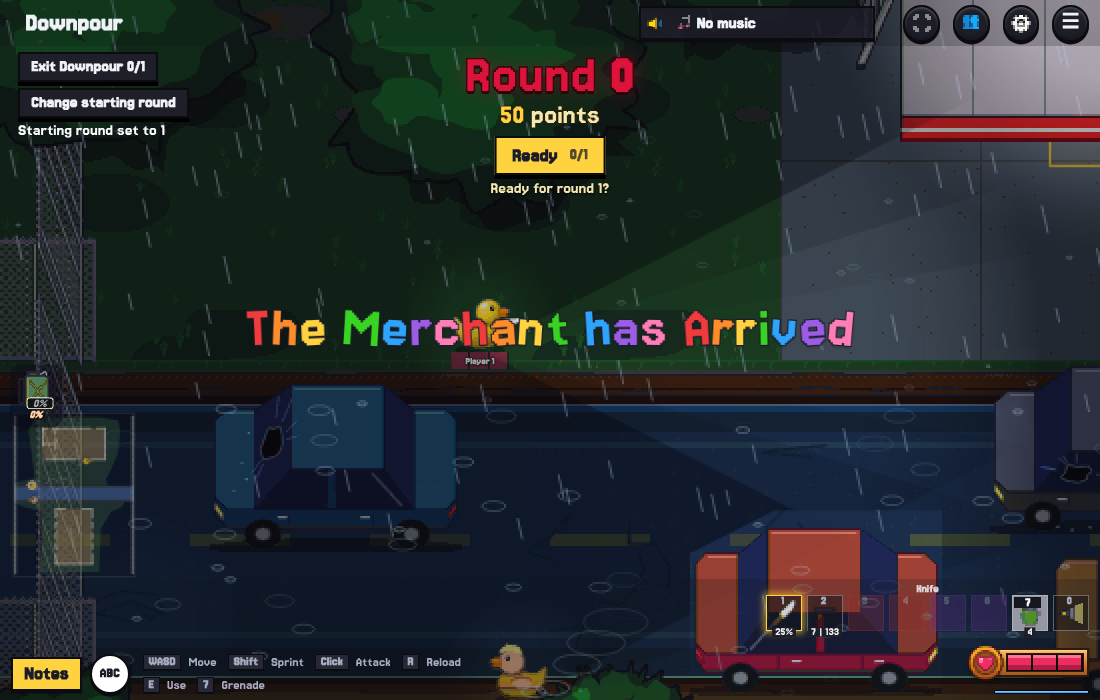 Downpour
No music
Exit Downpour 0/1
Change starting round
Starting round set to 1
Round 0
50 points
Ready 0/1
Ready for round 1?
The Merchant has Arrived
Player 1
0%
0%
Knife
1 2 3 4 5 6 7 0
25% 7 | 133 4
Notes
ABC
WASD Move Shift Sprint Click Attack R Reload
E Use 7 Grenade